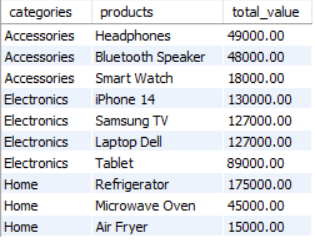 categories products total_value
Accessories Headphones 49000.00
Accessories Bluetooth Speaker 48000.00
Accessories Smart Watch 18000.00
Electronics iPhone 14 130000.00
Electronics Samsung TV 127000.00
Electronics Laptop Dell 127000.00
Electronics Tablet 89000.00
Home Refrigerator 175000.00
Home Microwave Oven 45000.00
Home Air Fryer 15000.00